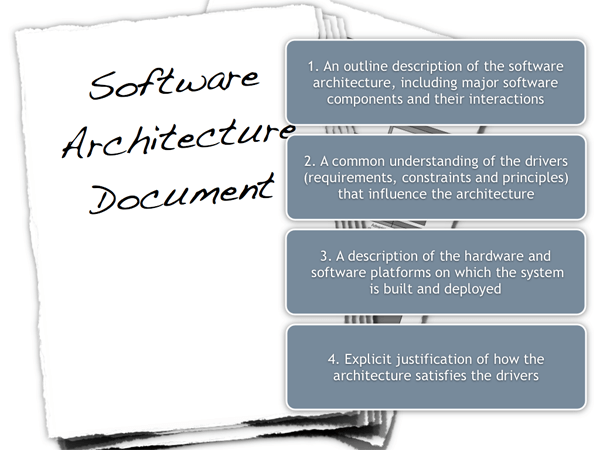 Software
Architecture
Document
1. An outline description of the software
architecture, including major software
components and their interactions
2. A common understanding of the drivers
(requirements, constraints and principles)
that influence the architecture
3. A description of the hardware and
software platforms on which the system
is built and deployed
4. Explicit justification of how the
architecture satisfies the drivers